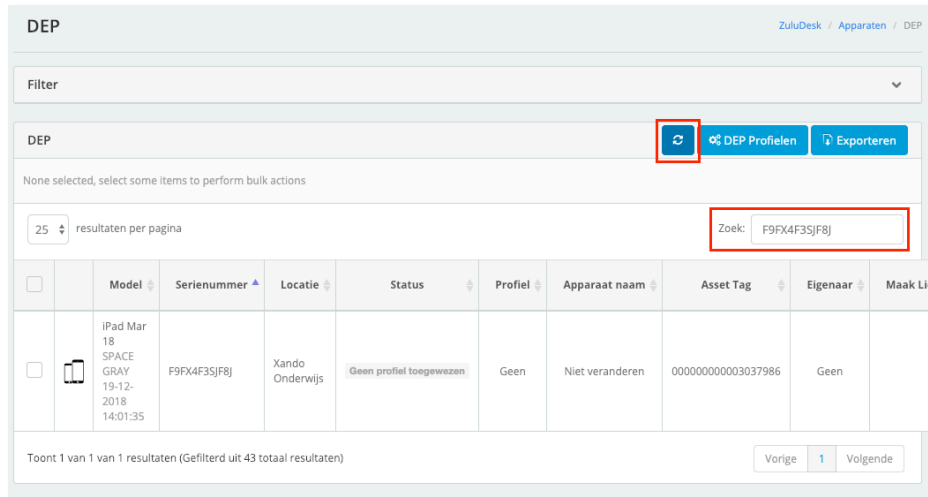 DEP
ZuluDesk / Apparaten / DEP
Filter
DEP
DEP Profielen
Exporteren
None selected, select some items to perform bulk actions
25 resultaten per pagina
Zoek: F9FX4F3SJF8J
Model Serienummer Locatie Status Profiel Apparaat naam Asset Tag Eigenaar Maak Li
iPad Mar
18
SPACE
GRAY
19-12-
2018
14:01:35
F9FX4F3SJF8J
Xando
Onderwijs
Geen profiel toegewezen
Geen
Niet veranderen
000000000003037986
Geen
Toont 1 van 1 van 1 resultaten (Gefilterd uit 43 totaal resultaten)
Vorige 1 Volgende